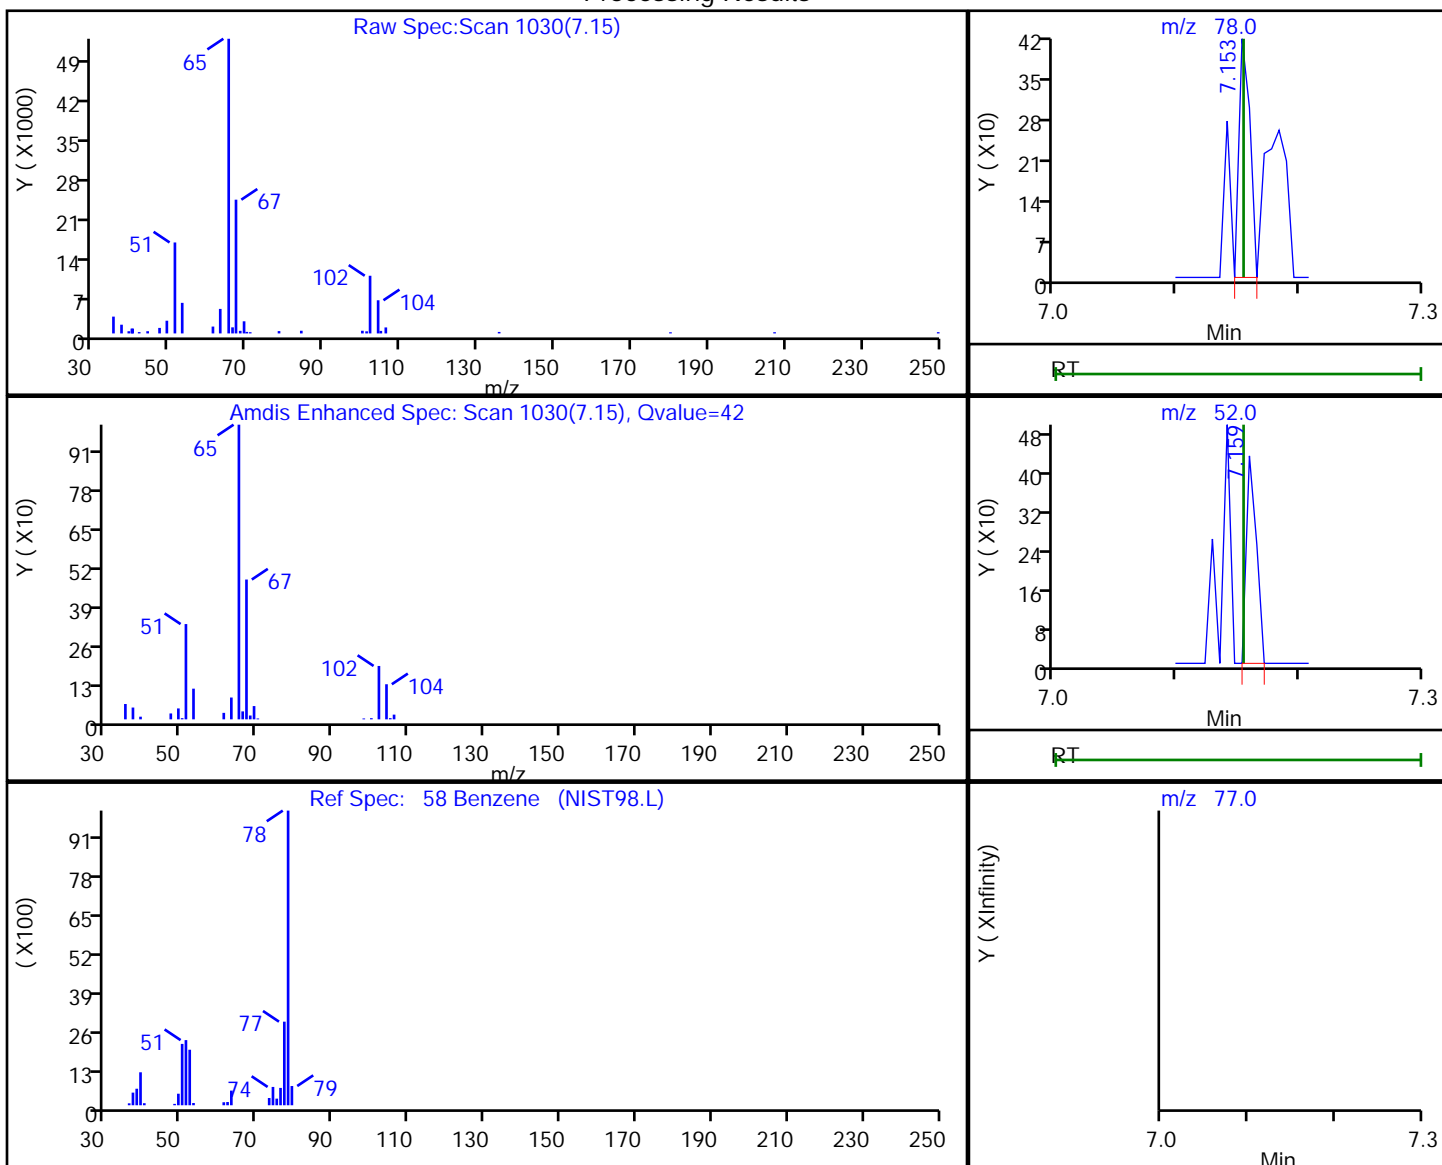 Processing Results
Raw Spec:Scan 1030(7.15)
Y ( X1000)
49
42
35
28
21
14
7
0
65
67
51
102
104
30 50 70 90 110 130 150 170 190 210 230 250
m/z
m/z 78.0
Y ( X10)
42
35
28
21
14
7
0
7.153
7.0 7.3
Min
RT
Amdis Enhanced Spec: Scan 1030(7.15), Qvalue=42
Y ( X10)
91
78
65
52
39
26
13
0
65
67
51
102
104
30 50 70 90 110 130 150 170 190 210 230 250
m/z
m/z 52.0
Y ( X10)
48
40
32
24
16
8
0
7.159
7.0 7.3
Min
RT
Ref Spec: 58 Benzene (NIST98.L)
( X100)
91
78
65
52
39
26
13
0
78
77
51
74
79
30 50 70 90 110 130 150 170 190 210 230 250
m/z 77.0
Y ( XInfinity)
7.0 7.3
Min